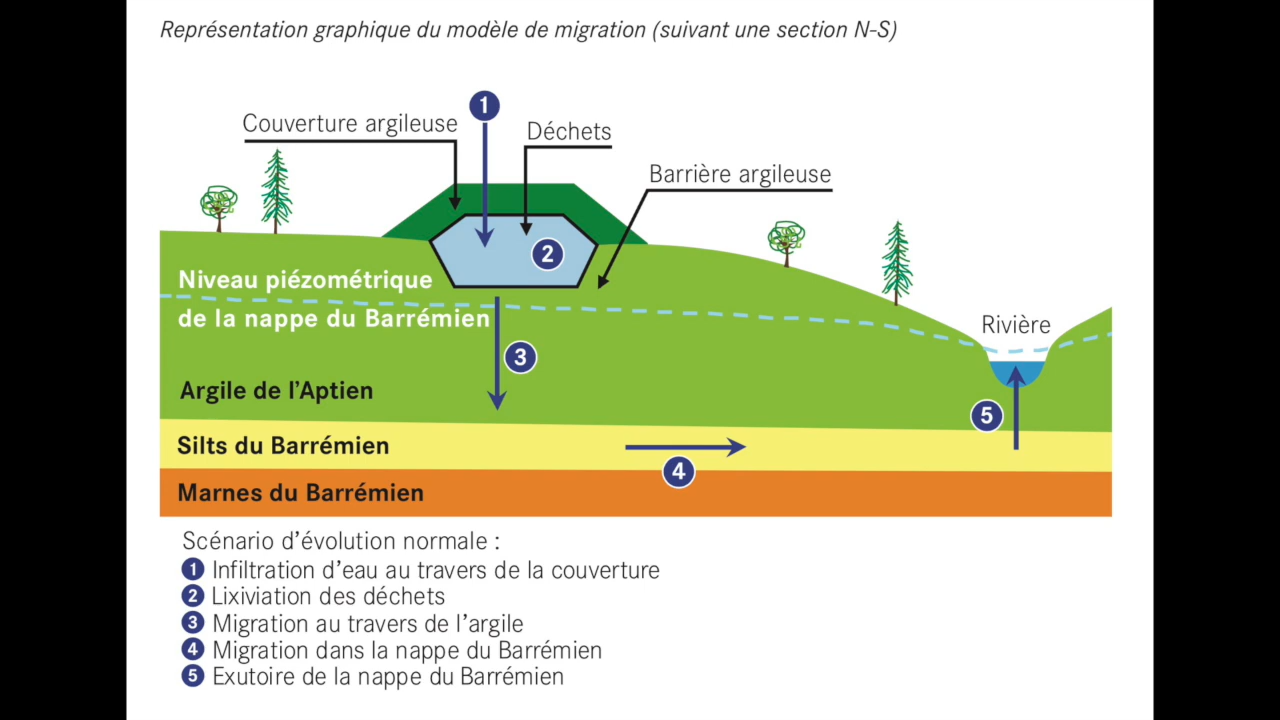 Représentation graphique du modèle de migration (suivant une section N-S)
1
Couverture argileuse
Déchets
Barrière argileuse
2
Niveau piézométrique
de la nappe du Barrémien
Rivière
3
Argile de l'Aptien
5
Silts du Barrémien
4
Marnes du Barrémien
Scénario d'évolution normale :
1 Infiltration d'eau au travers de la couverture
2 Lixiviation des déchets
3 Migration au travers de l'argile
4 Migration dans la nappe du Barrémien
5 Exutoire de la nappe du Barrémien